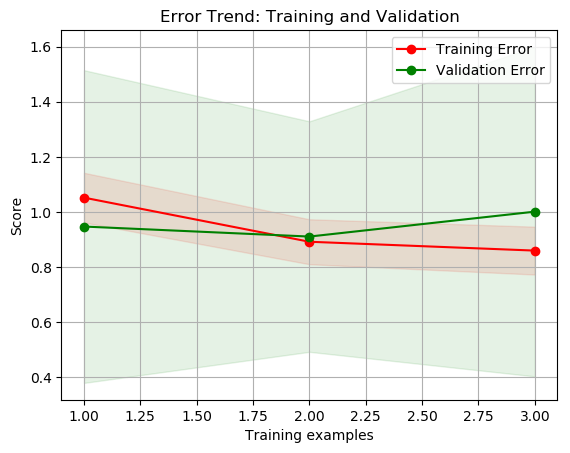 Error Trend: Training and Validation
Training Error
Validation Error
Score
1.6
1.4
1.2
1.0
0.8
0.6
0.4
1.00 1.25 1.50 1.75 2.00 2.25 2.50 2.75 3.00
Training examples